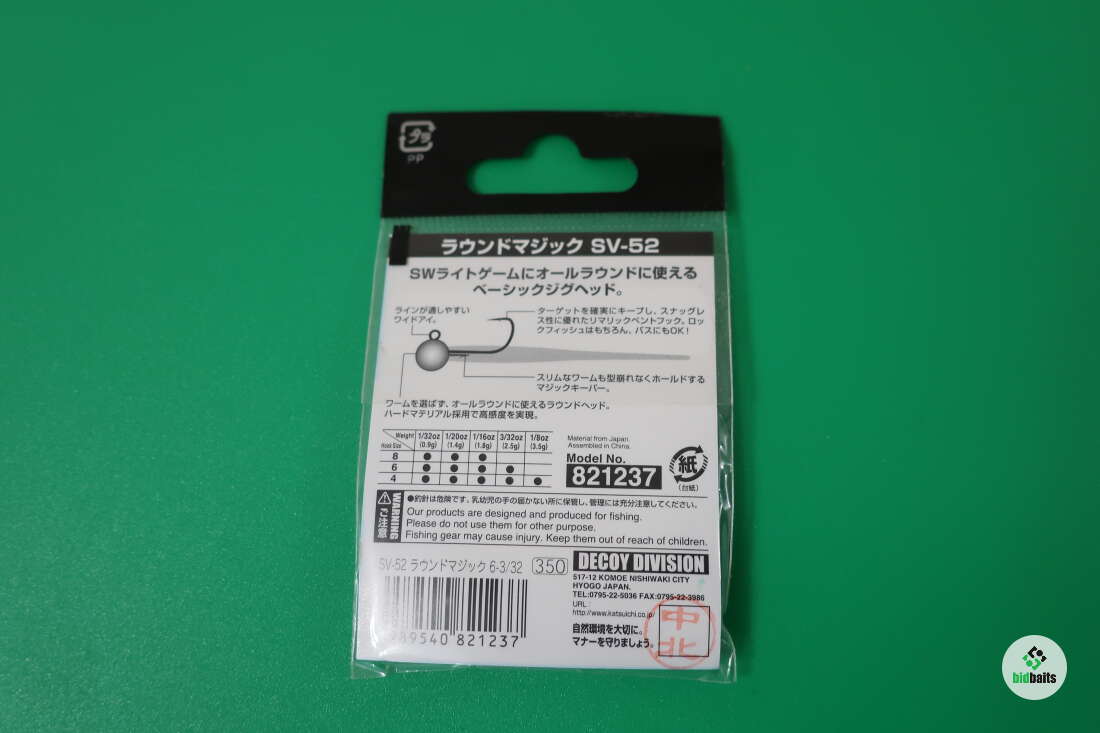 プラ
PP
ラウンドマジック SV-52
SWライトゲームにオールラウンドに使える
ベーシックジグヘッド。
ラインが通しやすい
ワイドアイ。
ターゲットを確実にキープし、スナッグレ
ス性に優れたリマリックベントフック。ロッ
クフィッシュはもちろん、バスにもOK!
スリムなワームも型崩れなくホールドする
マジックキーパー。
ワームを選ばず、オールラウンドに使えるラウンドヘッド。
ハードマテリアル採用で高感度を実現。
Weight 1/32oz 1/20oz 1/16oz 3/32oz 1/8oz
Hook Size (0.9g) (1.4g) (1.8g) (2.5g) (3.5g)
8 ● ● ●
6 ● ● ● ●
4 ● ● ● ● ●
Material from Japan.
Assembled in China.
Model No.
821237
紙
(台紙)
WARNING
ご注意
●釣針は危険です。乳幼児の手の届かない所に保管し、管理には充分注意してください。
Our products are designed and produced for fishing.
Please do not use them for other purpose.
Fishing gear may cause injury. Keep them out of reach of children.
SV-52 ラウンドマジック 6-3/32 350
989540 821237
DECOY DIVISION
517-12 KOMOE NISHIWAKI CITY
HYOGO JAPAN.
TEL:0795-22-5036 FAX:0795-22-3986
URL:
http://www.katsuichi.co.jp/
自然環境を大切に。
マナーを守りましょう。
中北
bidbaits